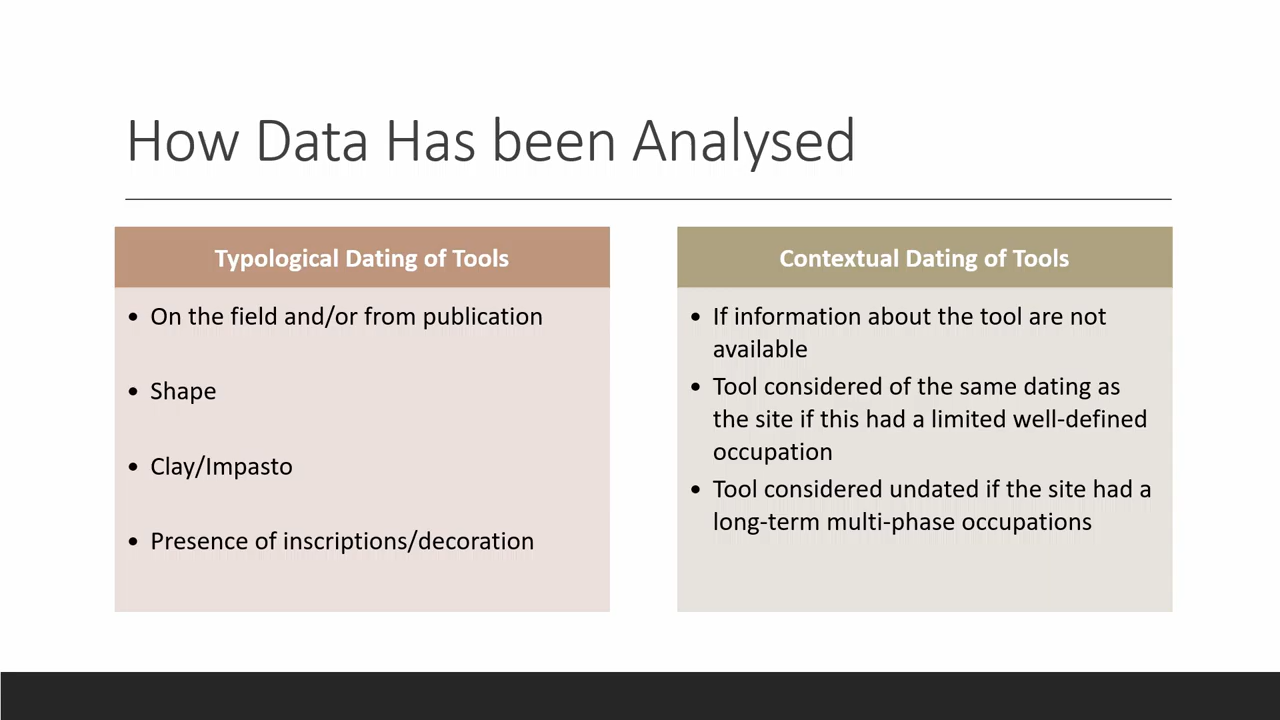 How Data Has been Analysed
Typological Dating of Tools
• On the field and/or from publication
• Shape
• Clay/Impasto
• Presence of inscriptions/decoration
Contextual Dating of Tools
• If information about the tool are not
available
• Tool considered of the same dating as
the site if this had a limited well-defined
occupation
• Tool considered undated if the site had a
long-term multi-phase occupations